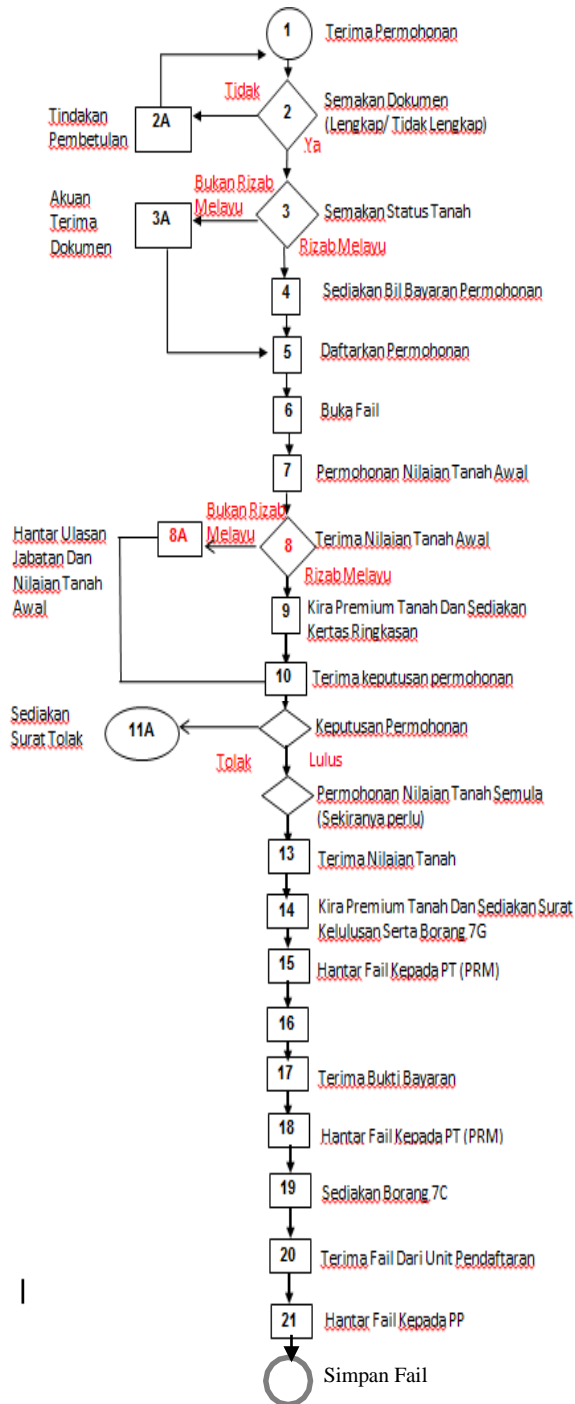 1
Terima Permohonan
Tidak
2
Semakan Dokumen
(Lengkap/ Tidak Lengkap)
2A
Tindakan
Pembetulan
Ya
Bukan Rizab
Melayu
Akuan
Terima
Dokumen
3A
3
Semakan Status Tanah
Rizab Melayu
4
Sediakan Bil Bayaran Permohonan
5
Daftarkan Permohonan
6
Buka Fail
7
Permohonan Nilaian Tanah Awal
Bukan Rizab
Melayu
Hantar Ulasan
Jabatan Dan
Nilaian Tanah
Awal
8A
8
Terima Nilaian Tanah Awal
Rizab Melayu
9
Kira Premium Tanah Dan Sediakan
Kertas Ringkasan
10
Terima keputusan permohonan
Sediakan
Surat Tolak
11A
Keputusan Permohonan
Tolak
Lulus
Permohonan Nilaian Tanah Semula
(Sekiranya perlu)
13
Terima Nilaian Tanah
14
Kira Premium Tanah Dan Sediakan Surat
Kelulusan Serta Borang 7G
15
Hantar Fail Kepada PT (PRM)
16
17
Terima Bukti Bayaran
18
Hantar Fail Kepada PT (PRM)
19
Sediakan Borang 7C
20
Terima Fail Dari Unit Pendaftaran
21
Hantar Fail Kepada PP
Simpan Fail